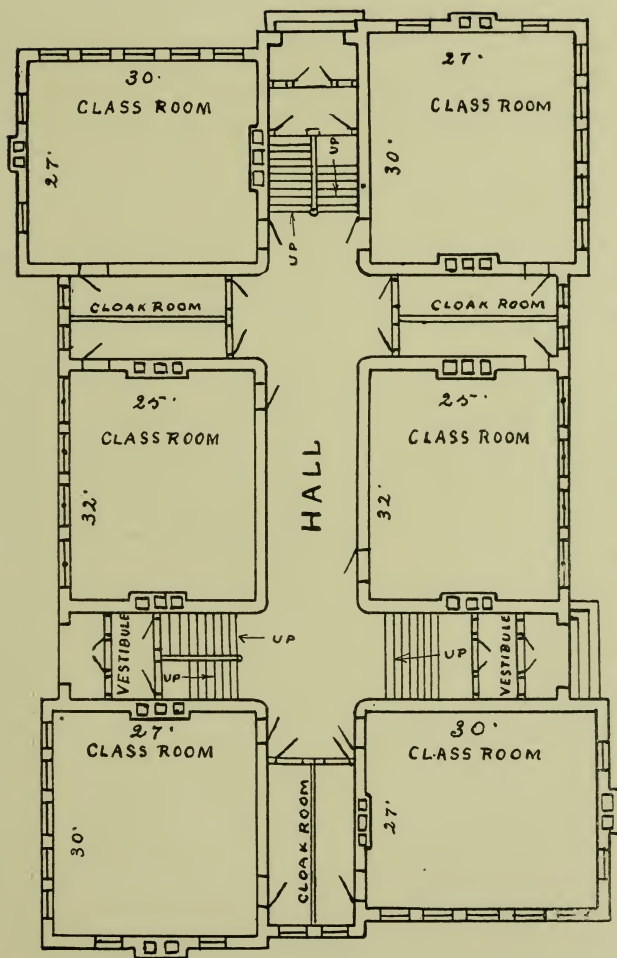 30'
CLASS ROOM
27'
27'
CLASS ROOM
30'
UP
UP
CLOAK ROOM
CLOAK ROOM
25'
CLASS ROOM
32'
HALL
25'
CLASS ROOM
32'
VESTIBULE
UP
UP
UP
VESTIBULE
27'
CLASS ROOM
30'
CLOAK ROOM
30'
CLASS ROOM
27'